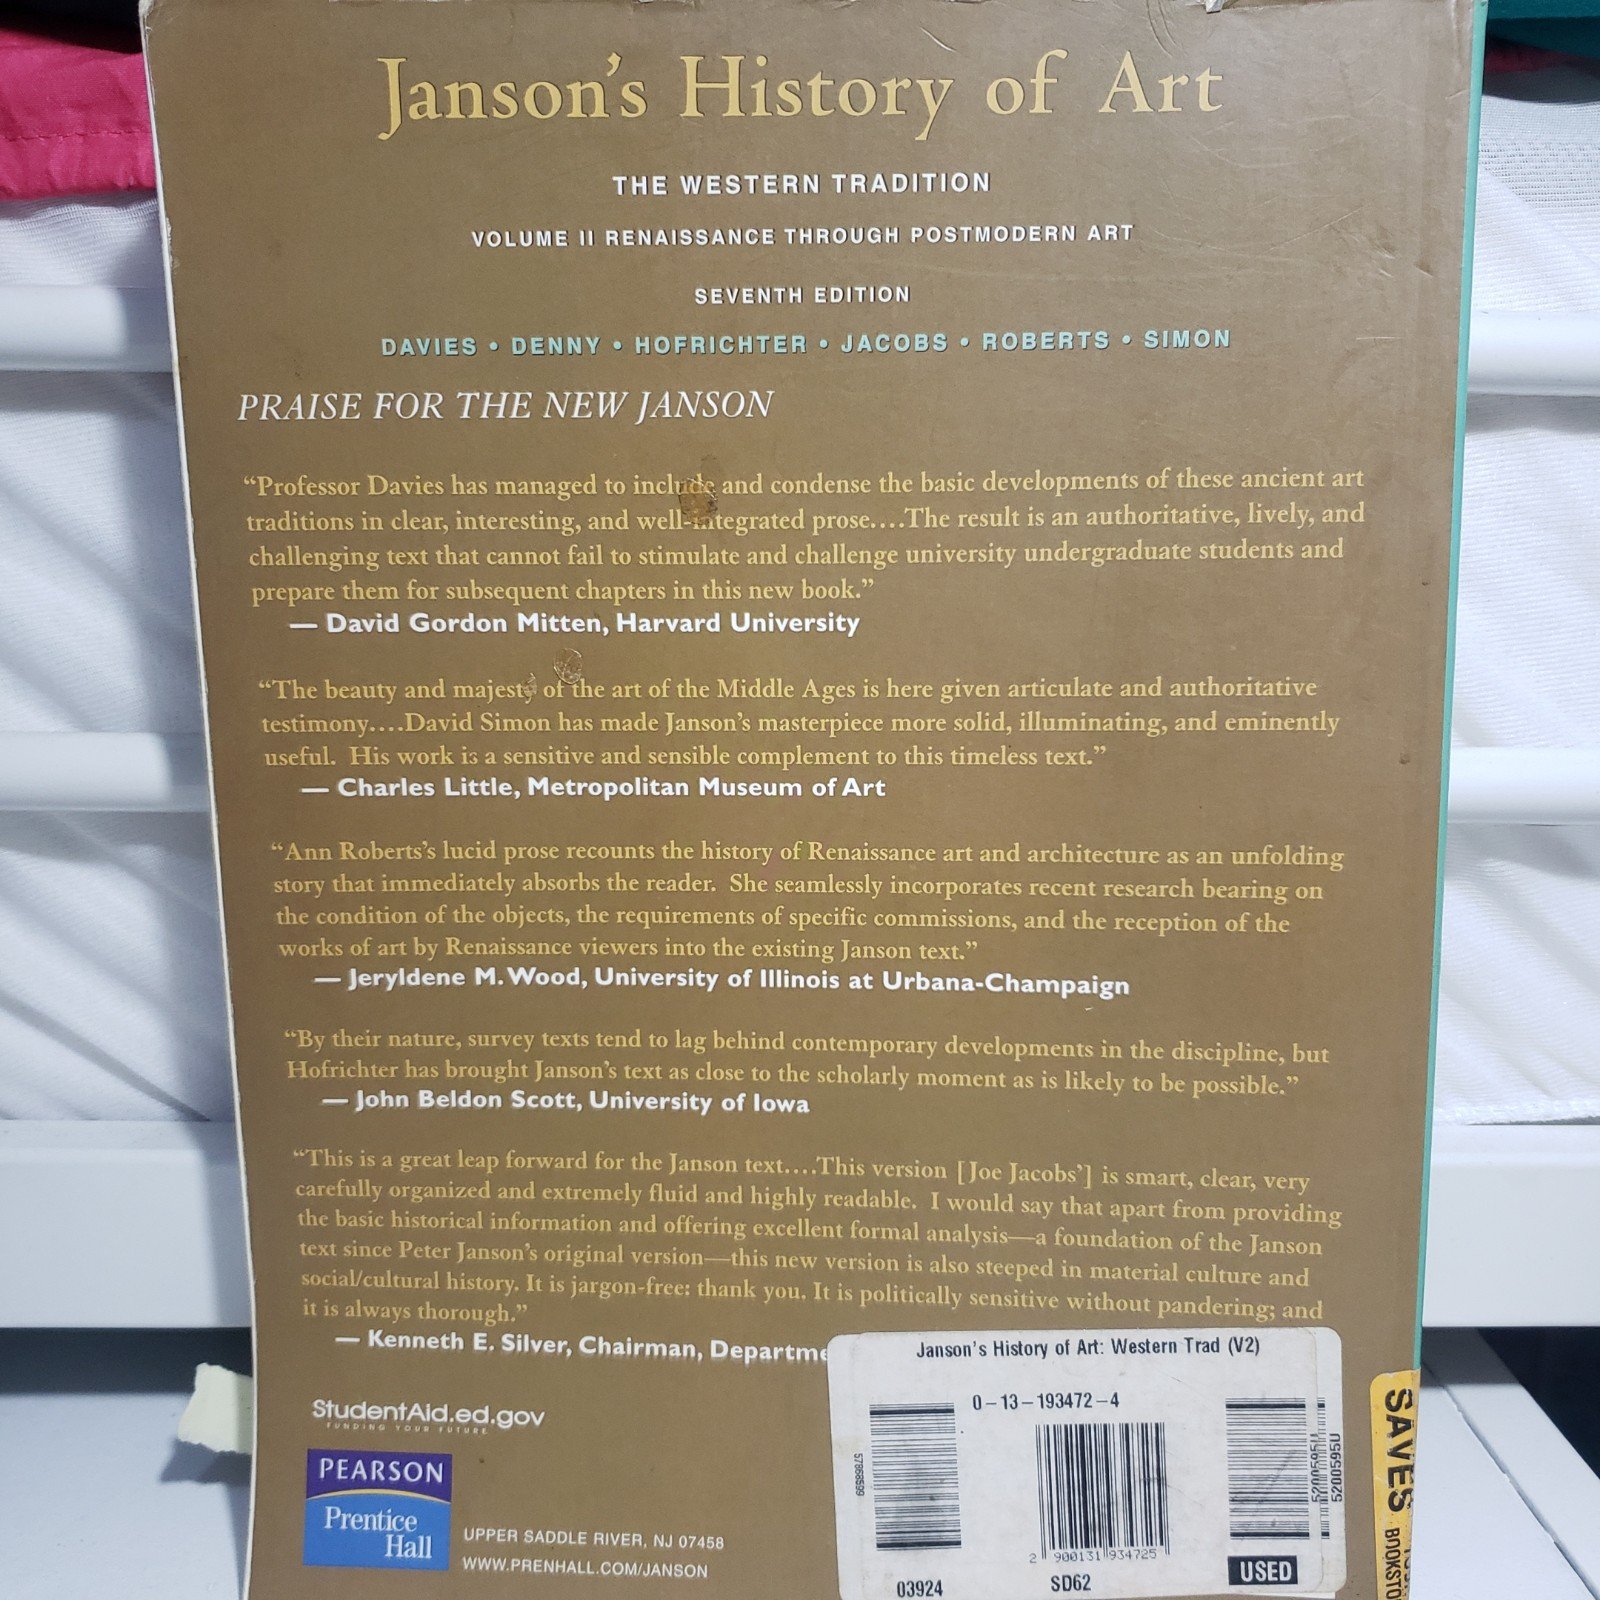 Janson's History of Art
THE WESTERN TRADITION
VOLUME II RENAISSANCE THROUGH POSTMODERN ART
SEVENTH EDITION
DAVIES • DENNY • HOFRICHTER • JACOBS • ROBERTS • SIMON
PRAISE FOR THE NEW JANSON
“Professor Davies has managed to include and condense the basic developments of these ancient art
traditions in clear, interesting, and well-integrated prose....The result is an authoritative, lively, and
challenging text that cannot fail to stimulate and challenge university undergraduate students and
prepare them for subsequent chapters in this new book.”
— David Gordon Mitten, Harvard University
“The beauty and majesty of the art of the Middle Ages is here given articulate and authoritative
testimony....David Simon has made Janson’s masterpiece more solid, illuminating, and eminently
useful. His work is a sensitive and sensible complement to this timeless text.”
— Charles Little, Metropolitan Museum of Art
“Ann Roberts’s lucid prose recounts the history of Renaissance art and architecture as an unfolding
story that immediately absorbs the reader. She seamlessly incorporates recent research bearing on
the condition of the objects, the requirements of specific commissions, and the reception of the
works of art by Renaissance viewers into the existing Janson text.”
— Jeryldene M. Wood, University of Illinois at Urbana-Champaign
“By their nature, survey texts tend to lag behind contemporary developments in the discipline, but
Hofrichter has brought Janson’s text as close to the scholarly moment as is likely to be possible.”
— John Beldon Scott, University of Iowa
“This is a great leap forward for the Janson text....This version [Joe Jacobs’] is smart, clear, very
carefully organized and extremely fluid and highly readable. I would say that apart from providing
the basic historical information and offering excellent formal analysis—a foundation of the Janson
text since Peter Janson’s original version—this new version is also steeped in material culture and
social/cultural history. It is jargon-free: thank you. It is politically sensitive without pandering; and
it is always thorough.”
— Kenneth E. Silver, Chairman, Departme
StudentAid.ed.gov
FUNDING YOUR FUTURE
PEARSON
Prentice
Hall
UPPER SADDLE RIVER, NJ 07458
WWW.PRENHALL.COM/JANSON
Janson's History of Art: Western Trad (V2)
0-13-193472-4
57868599
5200595U
5200595U
2 900131 934725
03924
SD62
USED
SAVES
BOOKSTO